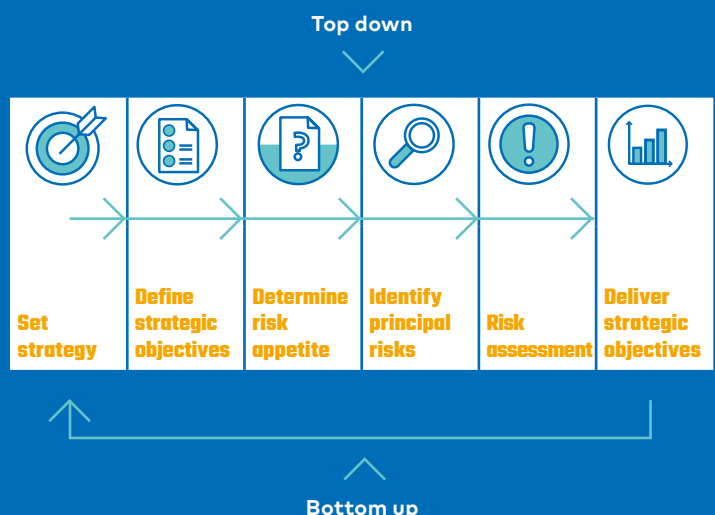 Top down
?
!
Set
strategy
Define
strategic
objectives
Determine
risk
appetite
Identify
principal
risks
Risk
assessment
Deliver
strategic
objectives
Bottom up